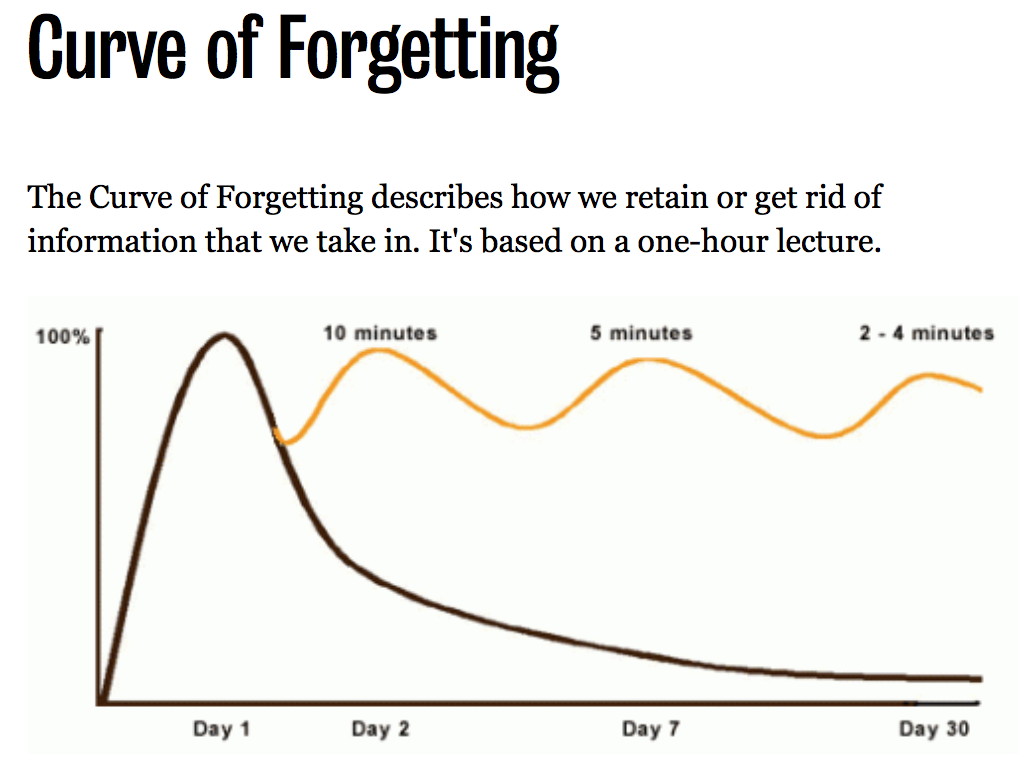 Curve of Forgetting
The Curve of Forgetting describes how we retain or get rid of
information that we take in. It's based on a one-hour lecture.
100%
10 minutes
5 minutes
2 - 4 minutes
Day 1
Day 2
Day 7
Day 30